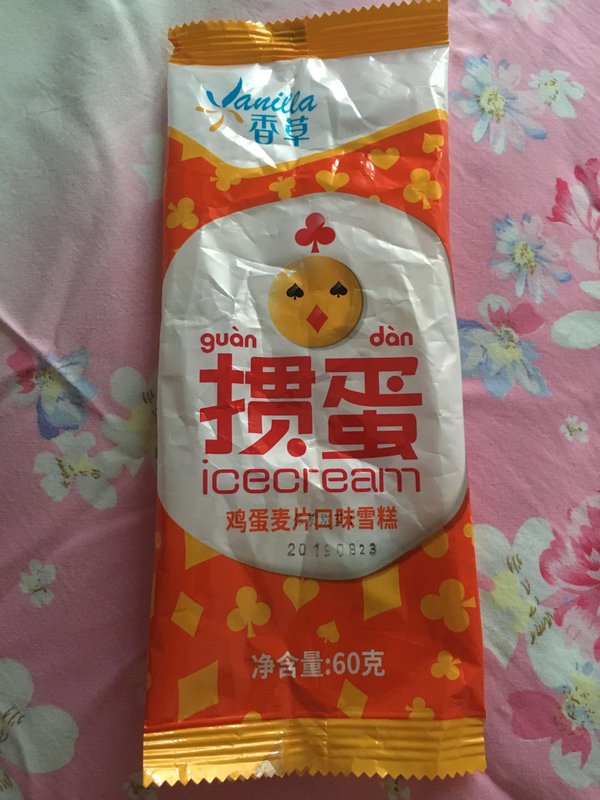 Vanilla
香草
guàn dàn
掼蛋
icecream
鸡蛋麦片口味雪糕
20190823
净含量:60克